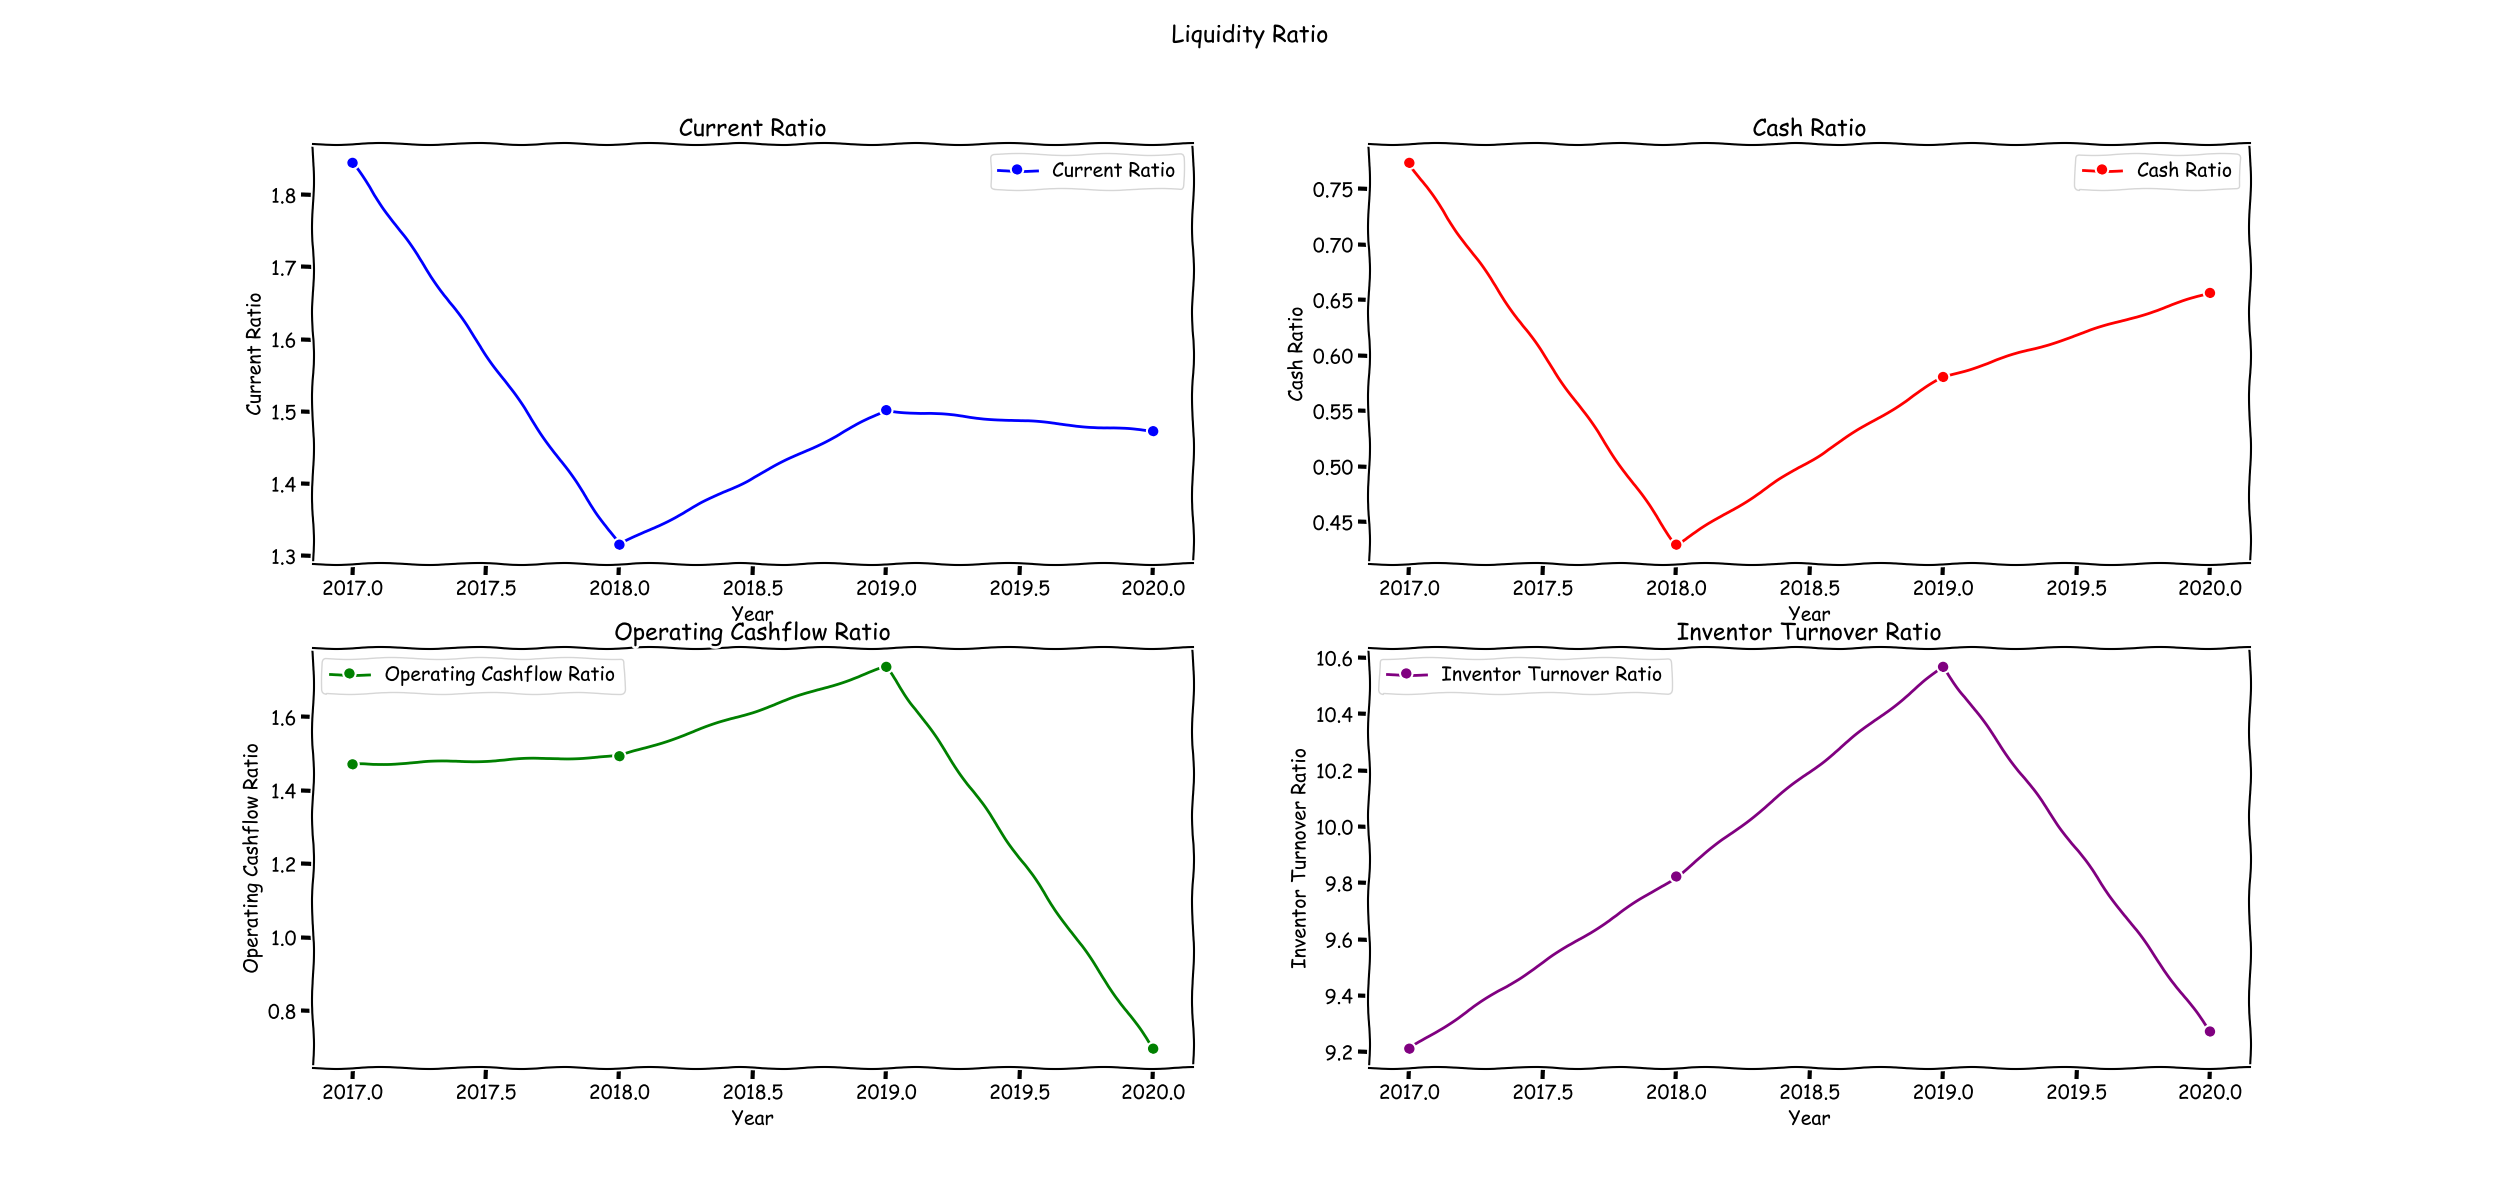 Liquidity Ratio
Current Ratio
Current Ratio
1.8
1.7
1.6
1.5
1.4
1.3
Current Ratio
2017.0 2017.5 2018.0 2018.5 2019.0 2019.5 2020.0
Year
Cash Ratio
Cash Ratio
0.75
0.70
0.65
0.60
0.55
0.50
0.45
Cash Ratio
2017.0 2017.5 2018.0 2018.5 2019.0 2019.5 2020.0
Year
Operating Cashflow Ratio
Operating Cashflow Ratio
1.6
1.4
1.2
1.0
0.8
Operating Cashflow Ratio
2017.0 2017.5 2018.0 2018.5 2019.0 2019.5 2020.0
Year
Inventor Turnover Ratio
Inventor Turnover Ratio
10.6
10.4
10.2
10.0
9.8
9.6
9.4
9.2
Inventor Turnover Ratio
2017.0 2017.5 2018.0 2018.5 2019.0 2019.5 2020.0
Year